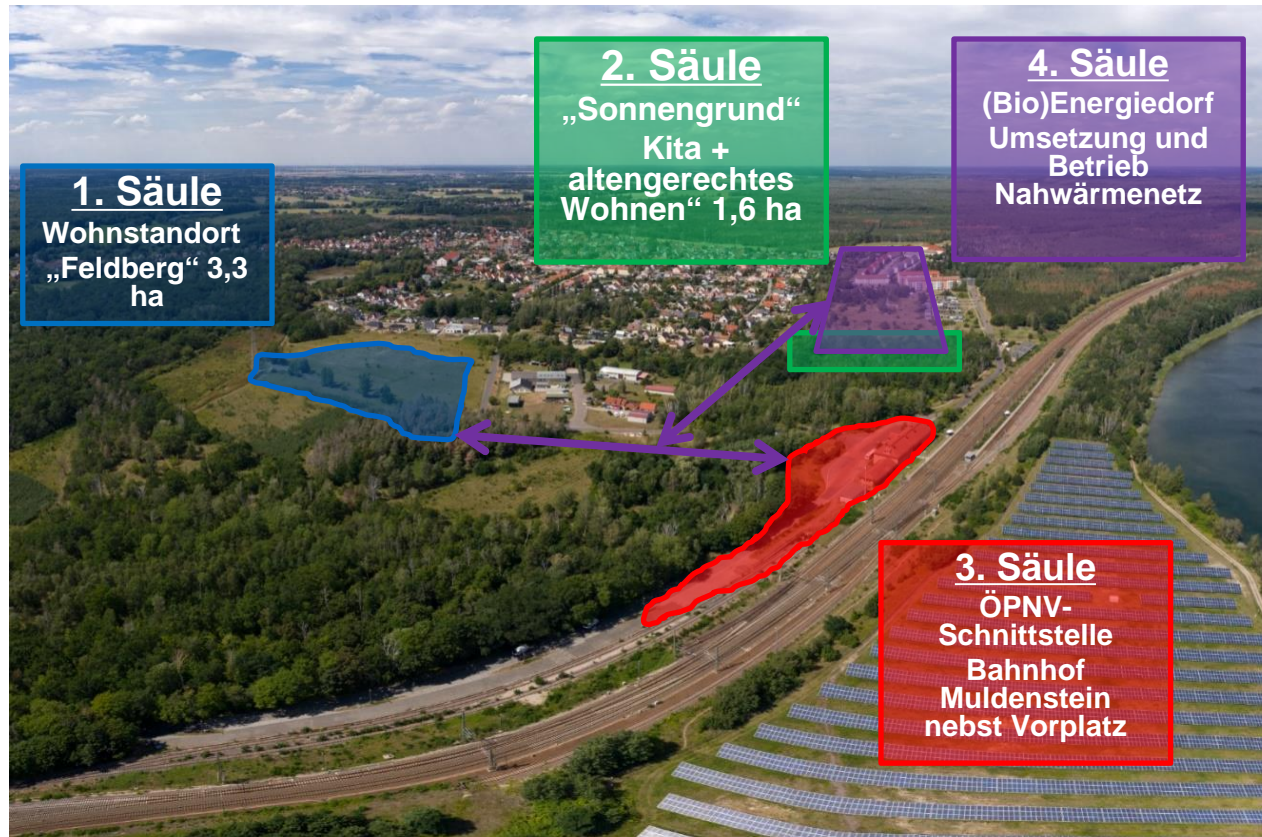 1. Säule
Wohnstandort
„Feldberg“ 3,3
ha
2. Säule
„Sonnengrund“
Kita +
altengerechtes
Wohnen“ 1,6 ha
4. Säule
(Bio)Energiedorf
Umsetzung und
Betrieb
Nahwärmenetz
3. Säule
ÖPNV-
Schnittstelle
Bahnhof
Muldenstein
nebst Vorplatz